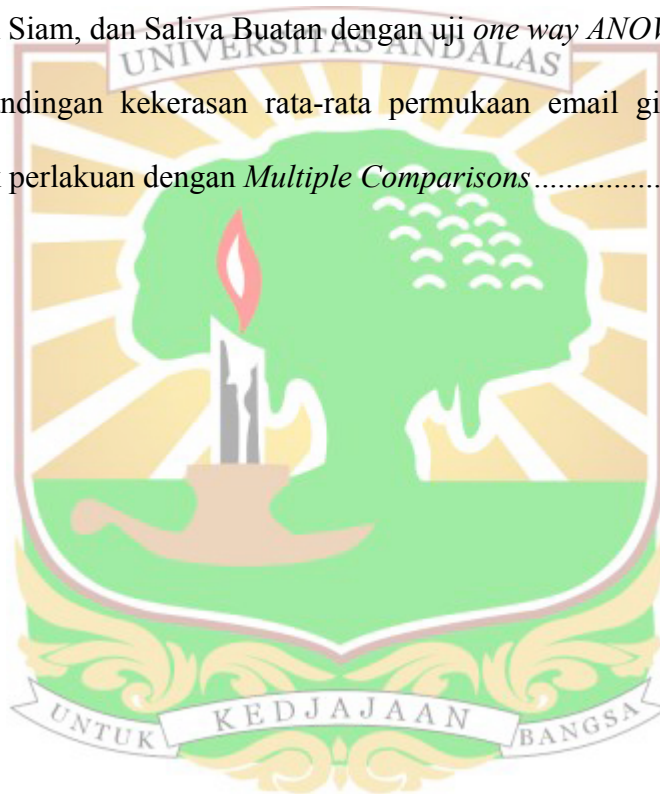 Siam, dan Saliva Buatan dengan uji one way ANOV
UNIVERSITAS ANDALAS
ndingan kekerasan rata-rata permukaan email gi
perlakuan dengan Multiple Comparisons..................
UNTUK KEDJAJAAN BANGSA